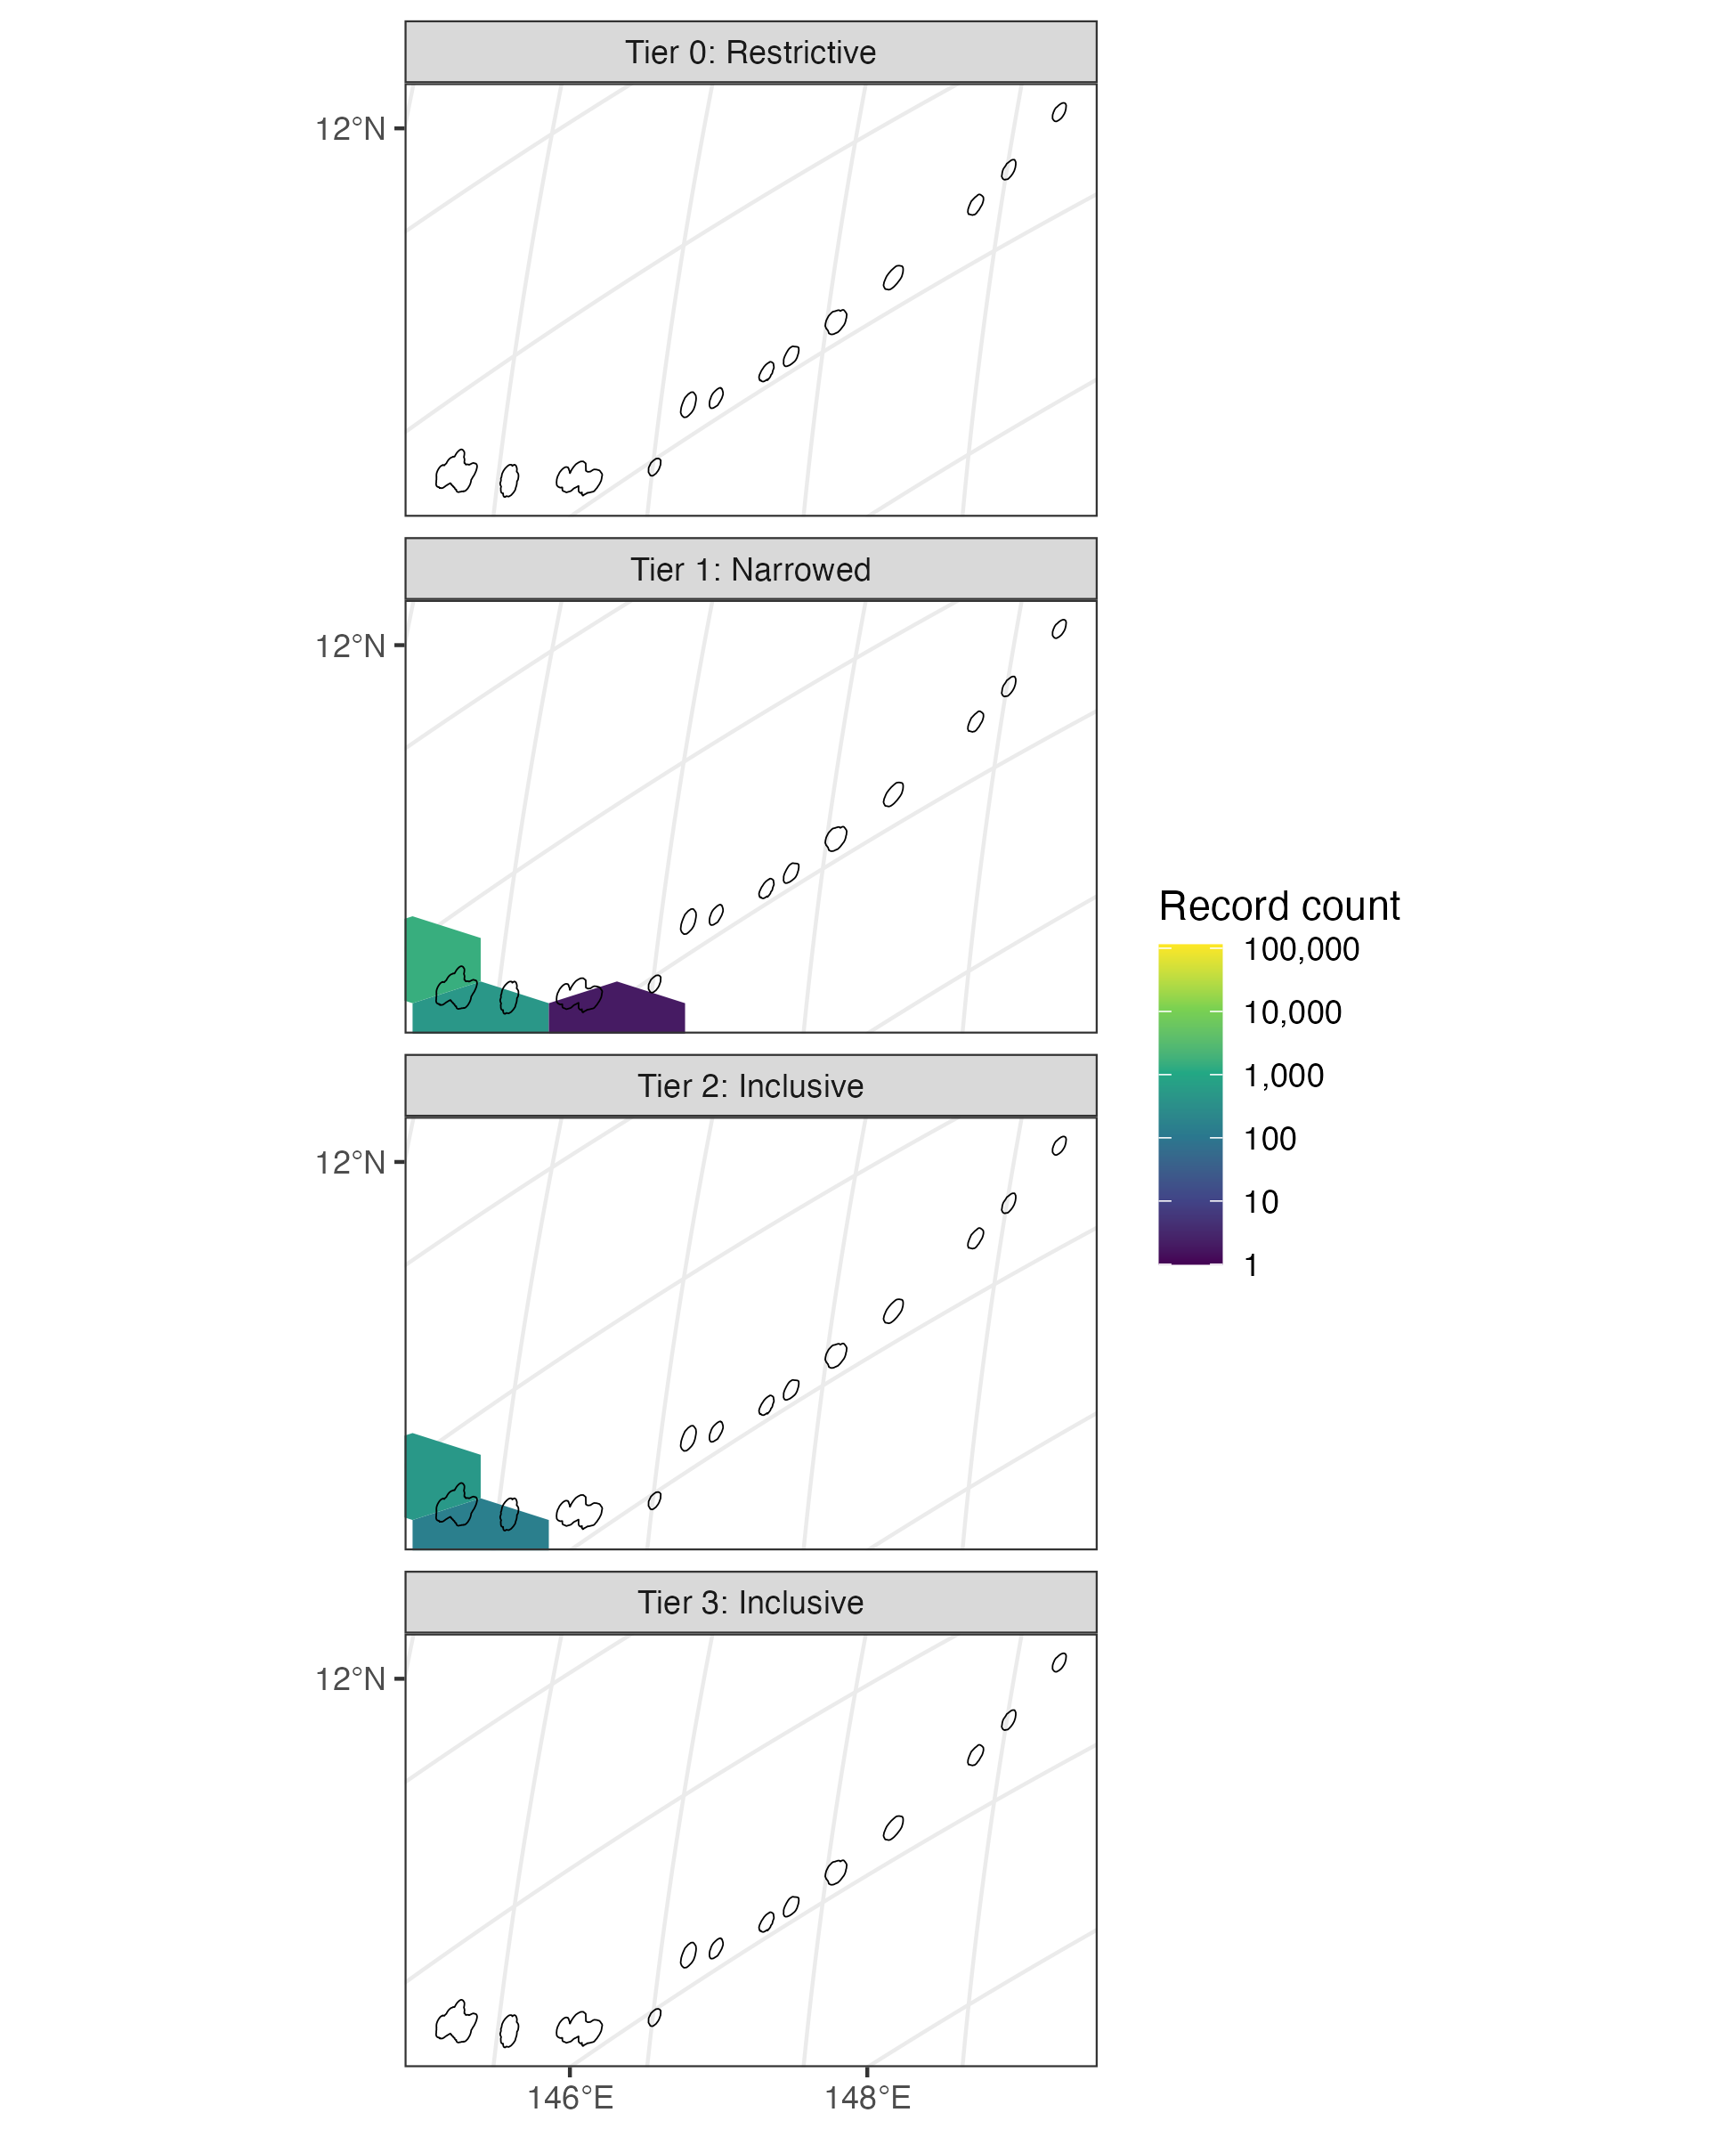 Tier 0: Restrictive
12°N
Tier 1: Narrowed
12°N
Record count
100,000
10,000
1,000
100
10
1
Tier 2: Inclusive
12°N
Tier 3: Inclusive
12°N
146°E 148°E